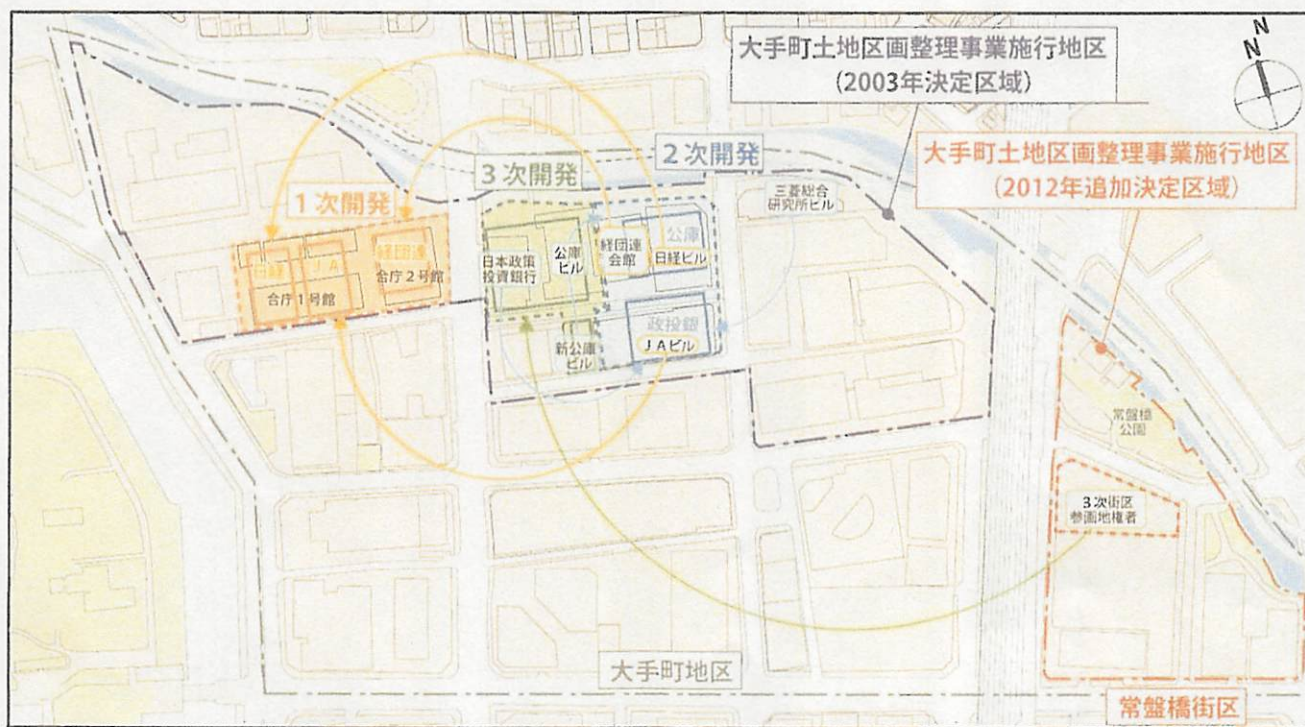 大手町土地区画整理事業施行地区
(2003年決定区域)
N
N
大手町土地区画整理事業施行地区
(2012年追加決定区域)
2次開発
3次開発
1次開発
三菱総合
研究所ビル
日経
JA
経団連
合庁2号館
合庁1号館
日本政策
投資銀行
公庫
ビル
経団連
会館
公庫
日経ビル
政投銀
JAビル
新公庫
ビル
常盤橋
公園
3次街区
参画地権者
大手町地区
常盤橋街区